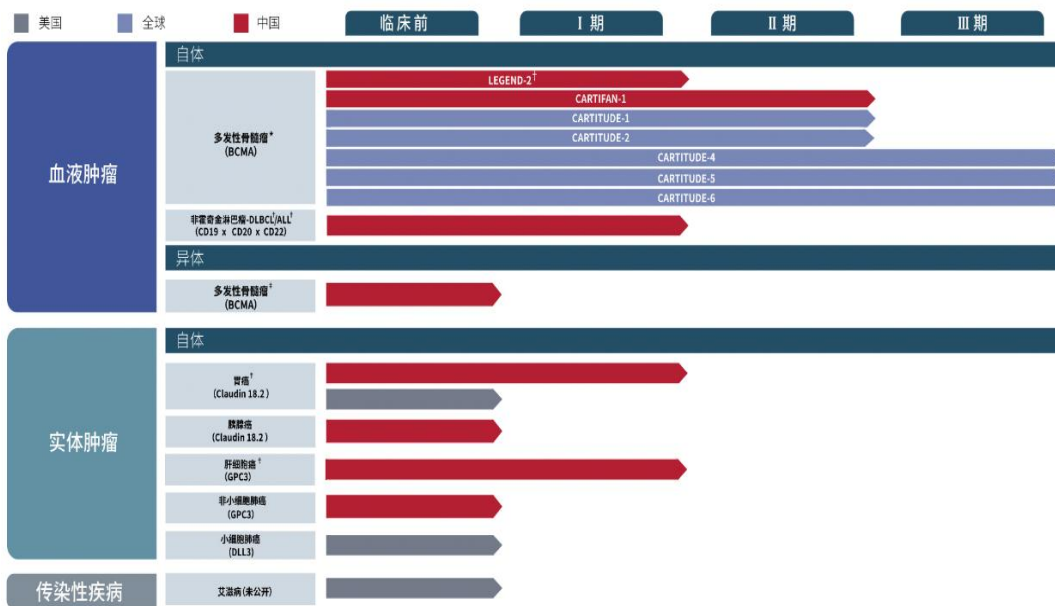 美国
全球
中国
临床前
I 期
II 期
III 期
血液肿瘤
自体
多发性骨髓瘤*
(BCMA)
LEGEND-2†
CARTIFAN-1
CARTITUDE-1
CARTITUDE-2
CARTITUDE-4
CARTITUDE-5
CARTITUDE-6
非霍奇金淋巴瘤-DLBCL†/ALL†
(CD19 x CD20 x CD22)
异体
多发性骨髓瘤‡
(BCMA)
实体肿瘤
自体
胃癌†
(Claudin 18.2)
胰腺癌
(Claudin 18.2)
肝细胞癌‡
(GPC3)
非小细胞肺癌
(GPC3)
小细胞肺癌
(DLL3)
传染性疾病
艾滋病(未公开)